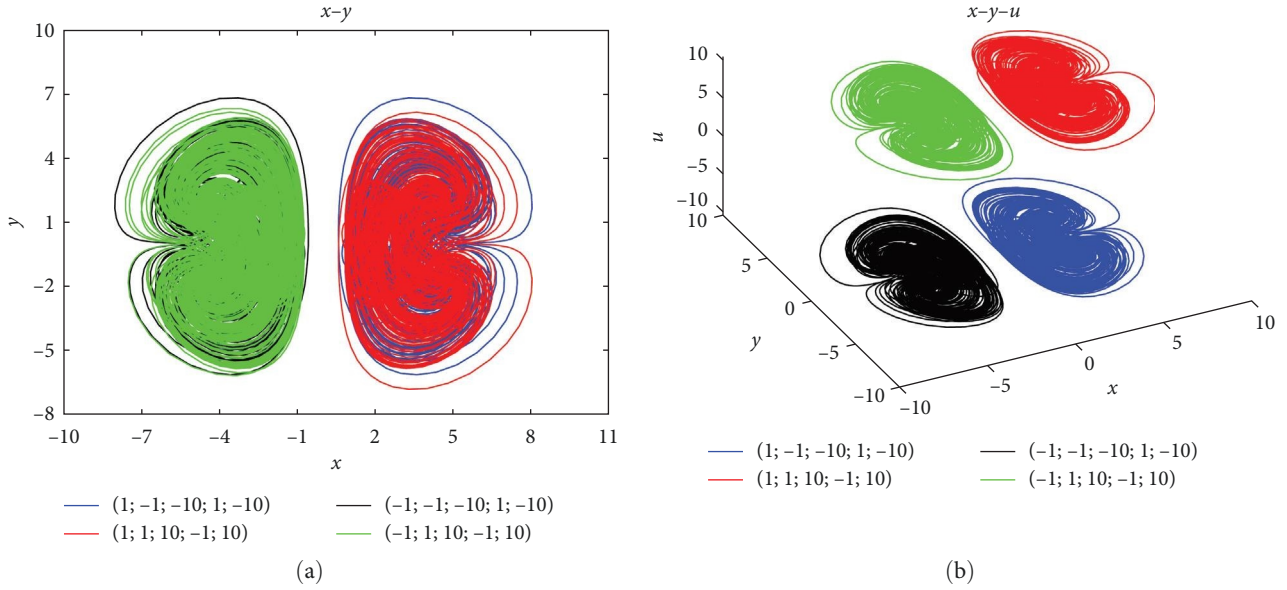 x–y
10
7
4
1
–2
–5
–8
y
–10
–7
–4
–1
2
5
8
11
x
(1; –1; –10; 1; –10)
(–1; –1; –10; 1; –10)
(1; 1; 10; –1; 10)
(–1; 1; 10; –1; 10)
(a)
x–y–u
10
5
0
–5
–10
u
10
5
0
–5
–10
y
–10
–5
0
5
10
x
(1; –1; –10; 1; –10)
(–1; –1; –10; 1; –10)
(1; 1; 10; –1; 10)
(–1; 1; 10; –1; 10)
(b)